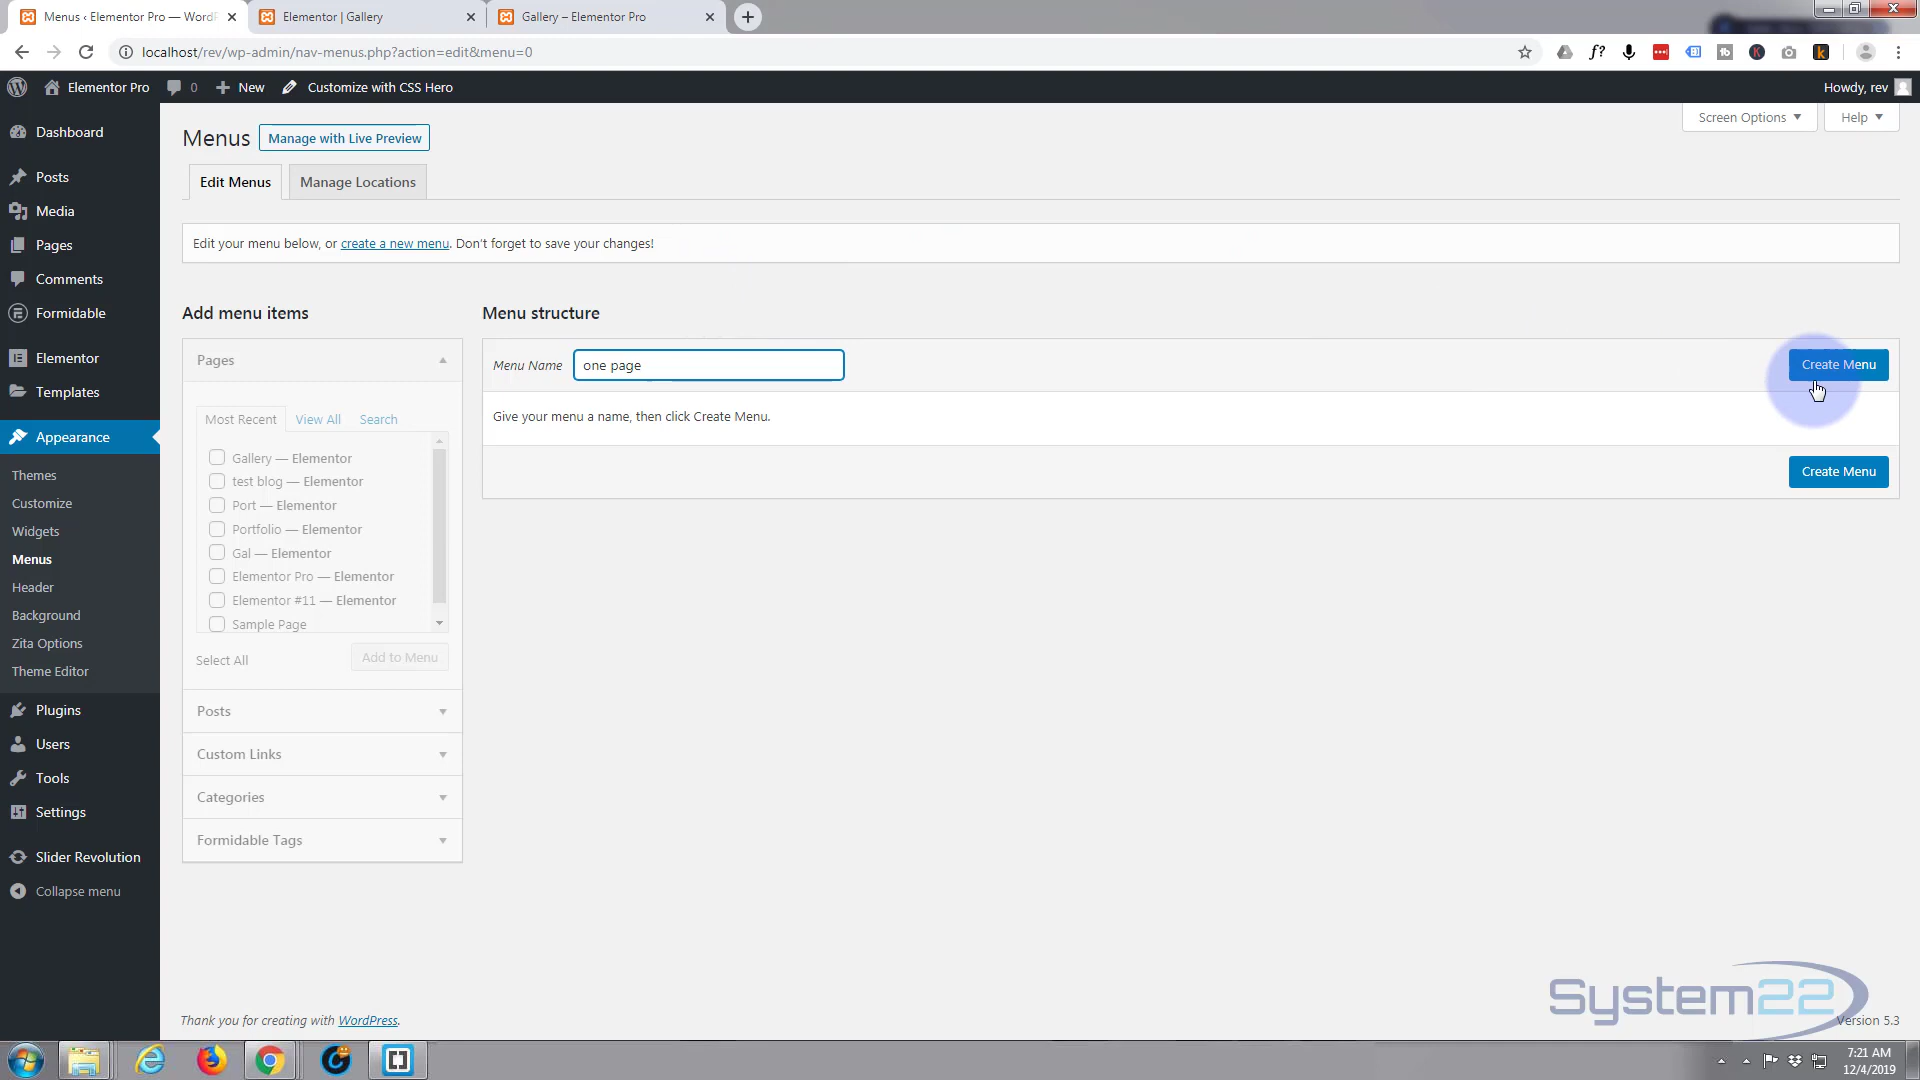 Menus ‹ Elementor Pro — WordP
Elementor | Gallery
Gallery – Elementor Pro
localhost/rev/wp-admin/nav-menus.php?action=edit&menu=0
Elementor Pro
0
New
Customize with CSS Hero
Howdy, rev
Dashboard
Posts
Media
Pages
Comments
Formidable
Elementor
Templates
Appearance
Themes
Customize
Widgets
Menus
Header
Background
Zita Options
Theme Editor
Plugins
Users
Tools
Settings
Slider Revolution
Collapse menu
Screen Options
Help
Menus
Manage with Live Preview
Edit Menus
Manage Locations
Edit your menu below, or create a new menu. Don't forget to save your changes!
Add menu items
Pages
Most Recent
View All
Search
Gallery — Elementor
test blog — Elementor
Port — Elementor
Portfolio — Elementor
Gal — Elementor
Elementor Pro — Elementor
Elementor #11 — Elementor
Sample Page
Select All
Add to Menu
Posts
Custom Links
Categories
Formidable Tags
Menu structure
Menu Name
one page
Create Menu
Give your menu a name, then click Create Menu.
Create Menu
Thank you for creating with WordPress.
System22
Version 5.3
7:21 AM
12/4/2019